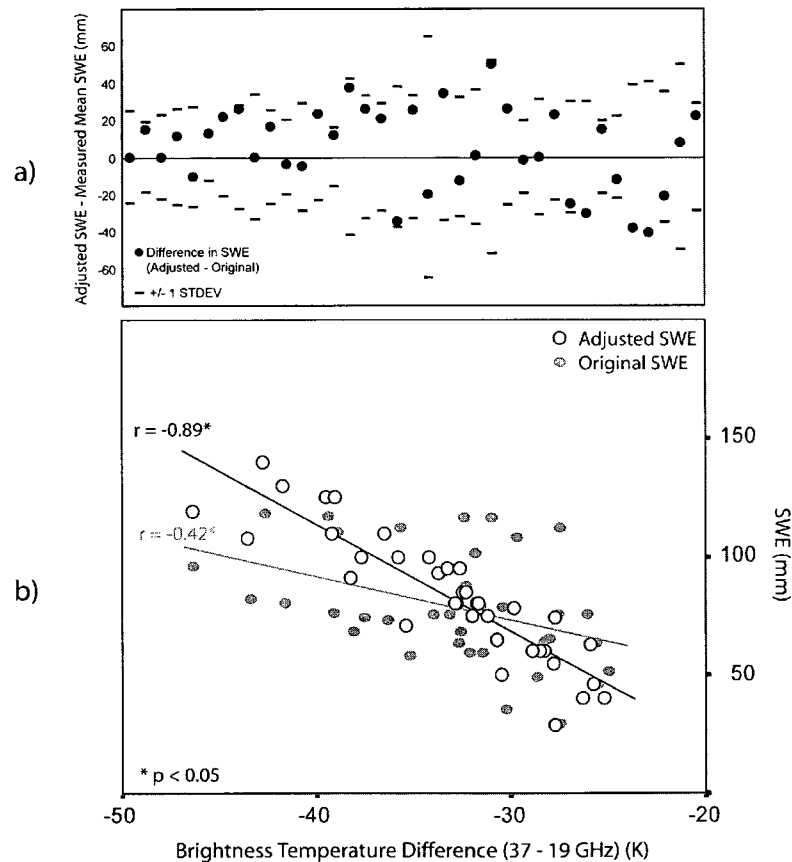 a)
Adjusted SWE - Measured Mean SWE (mm)
60
40
20
0
-20
-40
-60
Difference in SWE
(Adjusted - Original)
+/- 1 STDEV
b)
Adjusted SWE
Original SWE
r = -0.89*
r = -0.42*
* p < 0.05
150
100
50
SWE (mm)
-50
-40
-30
-20
Brightness Temperature Difference (37 - 19 GHz) (K)